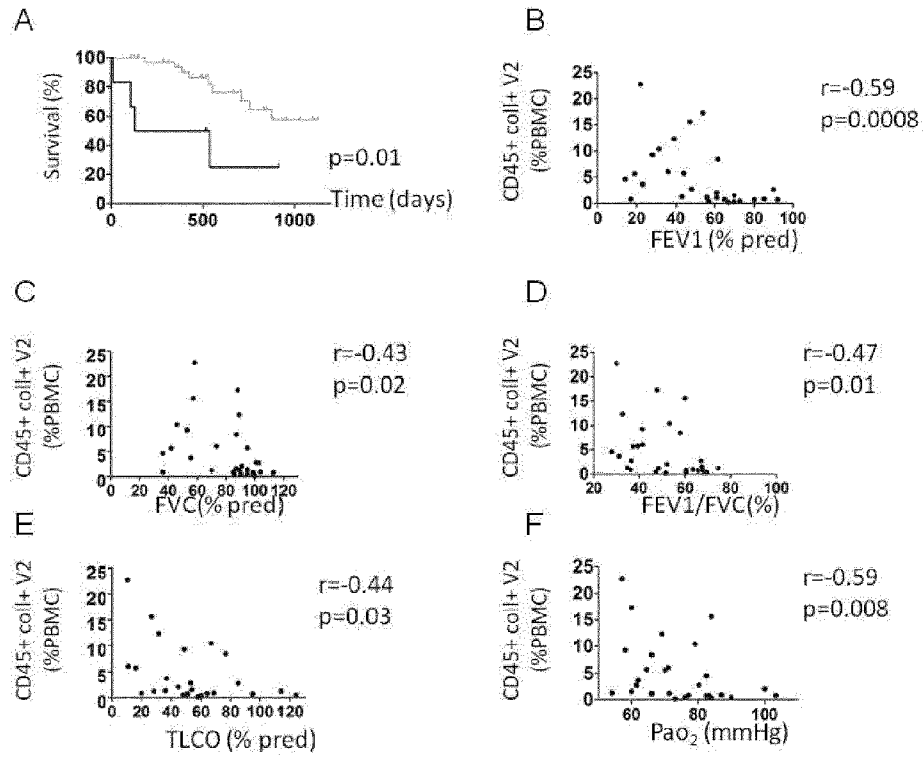 A
Survival (%)
100
80
60
40
20
0
0 500 1000
p=0.01
Time (days)
B
CD45+ coll+ V2
(%PBMC)
25
20
15
10
5
0
0 20 40 60 80 100
FEV1 (% pred)
r=-0.59
p=0.0008
C
CD45+ coll+ V2
(%PBMC)
25
20
15
10
5
0
0 20 40 60 80 100 120
FVC(% pred)
r=-0.43
p=0.02
D
CD45+ coll+ V2
(%PBMC)
25
20
15
10
5
0
20 40 60 80 100
FEV1/FVC(%)
r=-0.47
p=0.01
E
CD45+ coll+ V2
(%PBMC)
25
20
15
10
5
0
0 20 40 60 80 100 120
TLCO (% pred)
r=-0.44
p=0.03
F
CD45+ coll+ V2
(%PBMC)
25
20
15
10
5
0
60 80 100
Pao₂ (mmHg)
r=-0.59
p=0.008